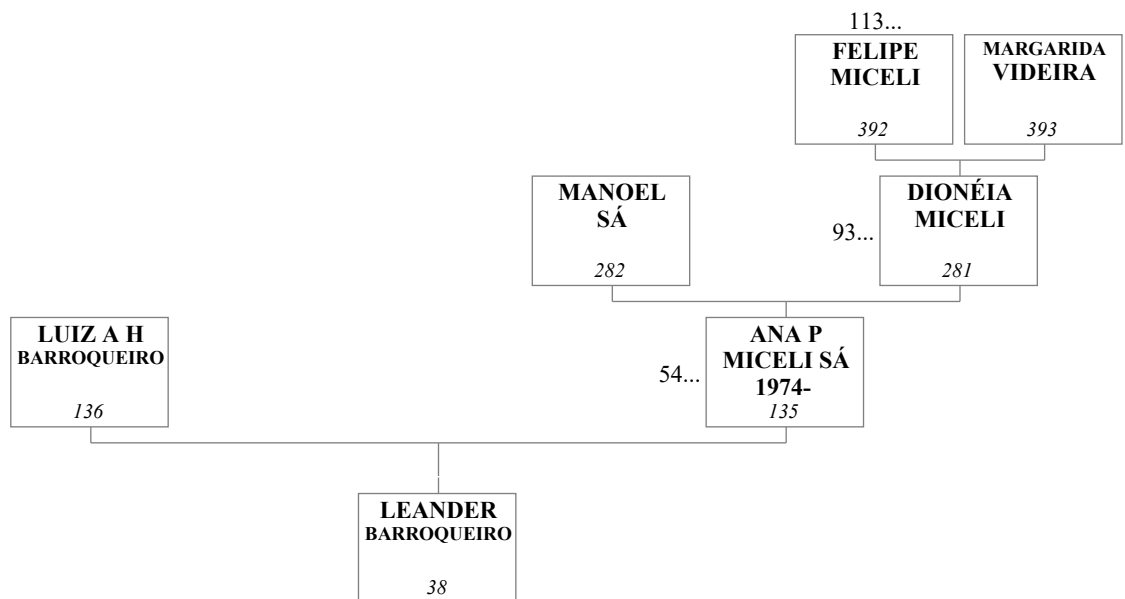 113...
FELIPE
MICELI
392
MARGARIDA
VIDEIRA
393
MANOEL
SÁ
282
93...
DIONÉIA
MICELI
281
LUIZ A H
BARROQUEIRO
136
54...
ANA P
MICELI SÁ
1974-
135
LEANDER
BARROQUEIRO
38